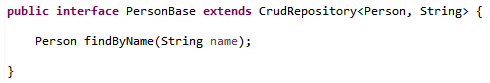 public interface PersonBase extends CrudRepository<Person, String> {
Person findByName(String name);
}